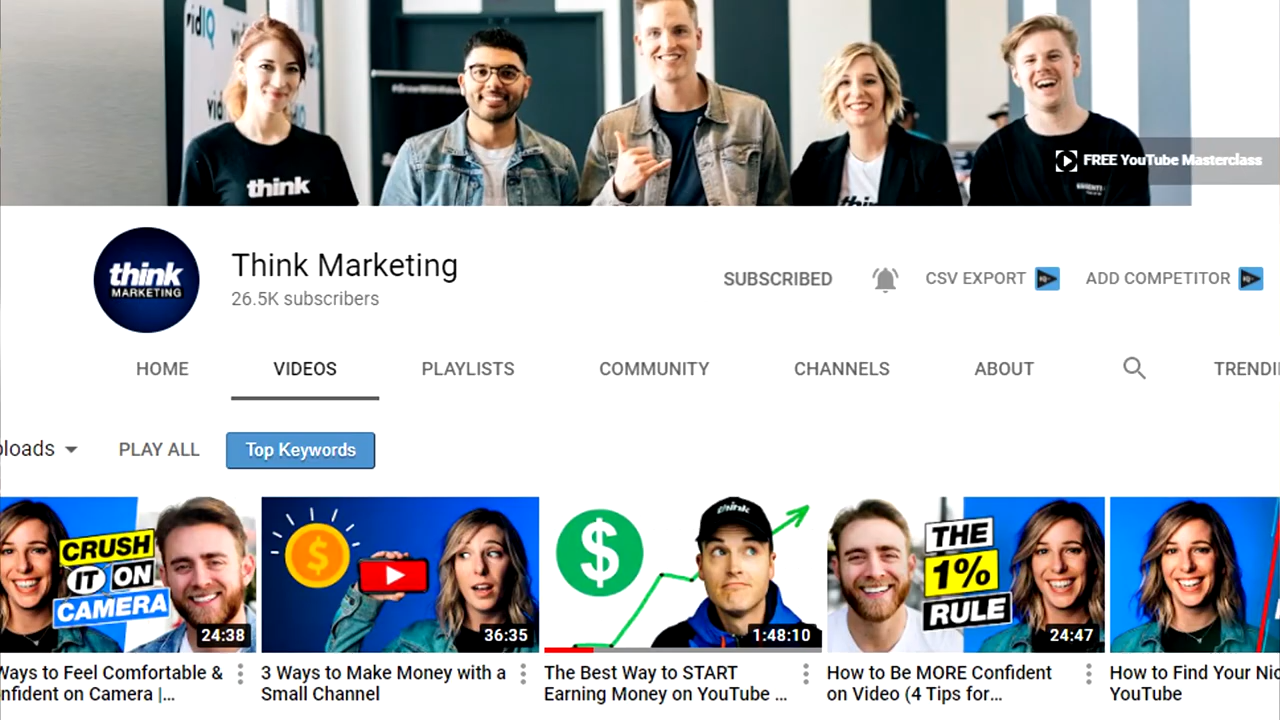 vidIQ
vid
think
thin
FREE YouTube Masterclass
think
MARKETING
Think Marketing
26.5K subscribers
SUBSCRIBED
CSV EXPORT
ADD COMPETITOR
HOME
VIDEOS
PLAYLISTS
COMMUNITY
CHANNELS
ABOUT
TRENDI
ploads
PLAY ALL
Top Keywords
CRUSH
IT ON
CAMERA
24:38
$
36:35
$
think
1:48:10
THE
1%
RULE
24:47
Ways to Feel Comfortable &
nfident on Camera |...
3 Ways to Make Money with a
Small Channel
The Best Way to START
Earning Money on YouTube ...
How to Be MORE Confident
on Video (4 Tips for...
How to Find Your Nic
YouTube